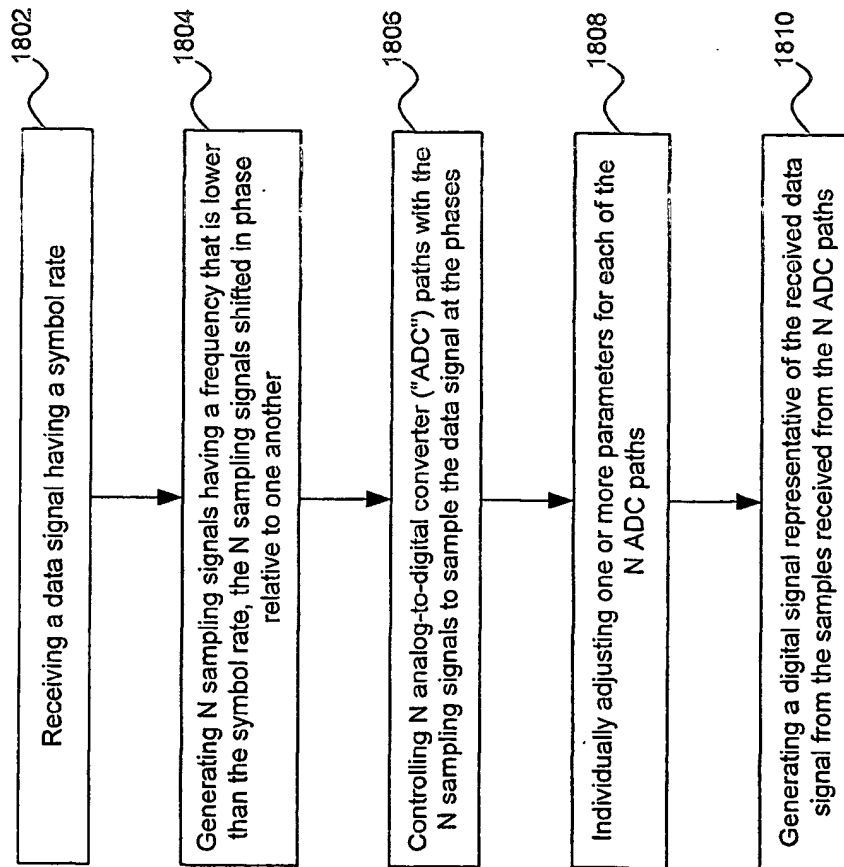 1802
Receiving a data signal having a symbol rate
1804
Generating N sampling signals having a frequency that is lower
than the symbol rate, the N sampling signals shifted in phase
relative to one another
1806
Controlling N analog-to-digital converter ("ADC") paths with the
N sampling signals to sample the data signal at the phases
1808
Individually adjusting one or more parameters for each of the
N ADC paths
1810
Generating a digital signal representative of the received data
signal from the samples received from the N ADC paths